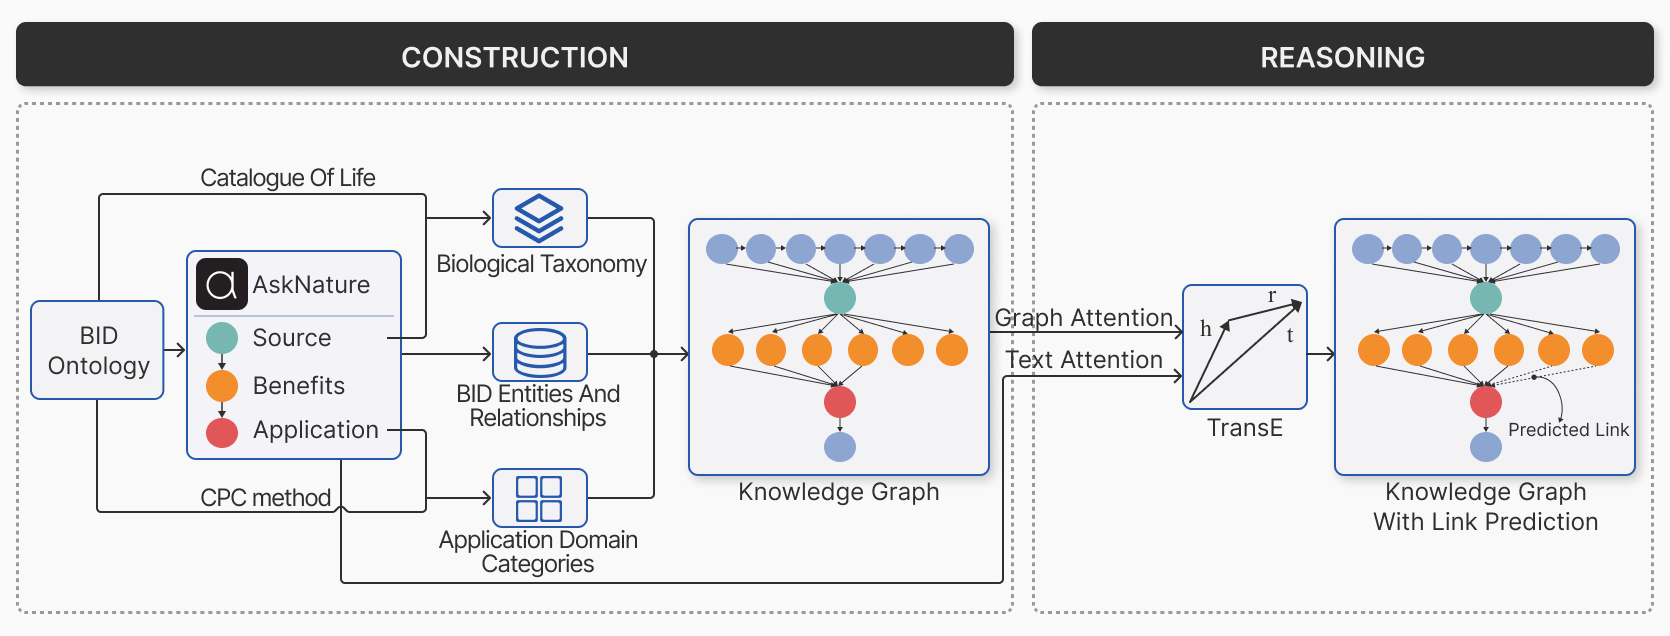 CONSTRUCTION
REASONING
Catalogue Of Life
Biological Taxonomy
AskNature
BID
Ontology
Source
Benefits
Application
BID Entities And
Relationships
CPC method
Application Domain
Categories
Knowledge Graph
Graph Attention
Text Attention
r
h
t
TransE
Predicted Link
Knowledge Graph
With Link Prediction